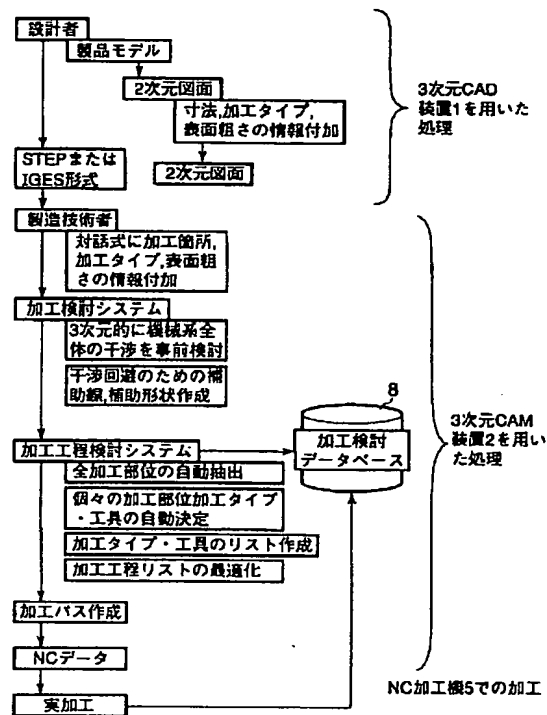 設計者
製品モデル
2次元図面
寸法,加工タイプ,
表面粗さの情報付加
2次元図面
STEPまたは
IGES形式
3次元CAD
装置1を用いた
処理
製造技術者
対話式に加工箇所,
加工タイプ,表面粗
さの情報付加
加工検討システム
3次元的に機械系全
体の干渉を事前検討
干渉回避のための補
助線,補助形状作成
加工工程検討システム
全加工部位の自動抽出
個々の加工部位加工タイプ
・工具の自動決定
加工タイプ・工具のリスト作成
加工工程リストの最適化
8
加工検討
データベース
3次元CAM
装置2を用い
た処理
加工パス作成
NCデータ
実加工
NC加工機5での加工